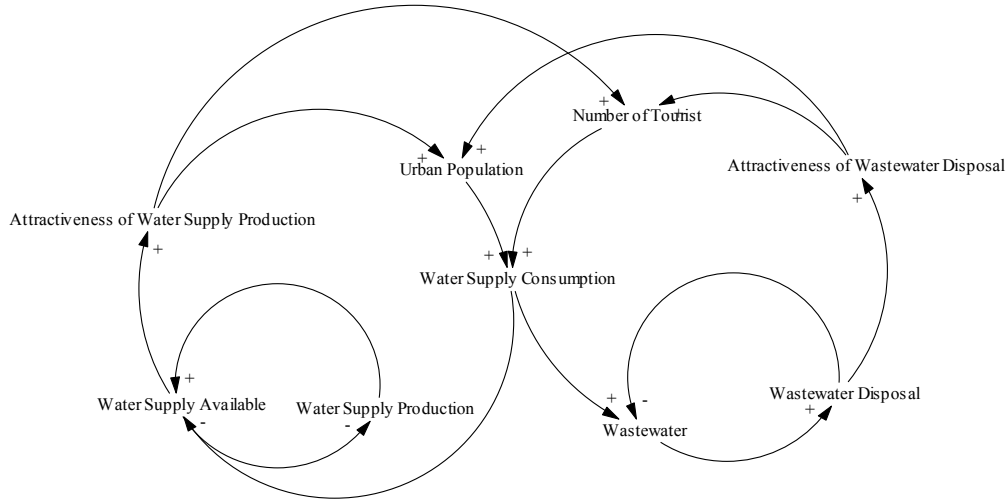 +
+
Number of Tourist
+
+
Urban Population
Attractiveness of Wastewater Disposal
+
Attractiveness of Water Supply Production
+
+
+
Water Supply Consumption
+
Water Supply Available
Water Supply Production
+
-
Wastewater Disposal
-
-
+
Wastewater
+